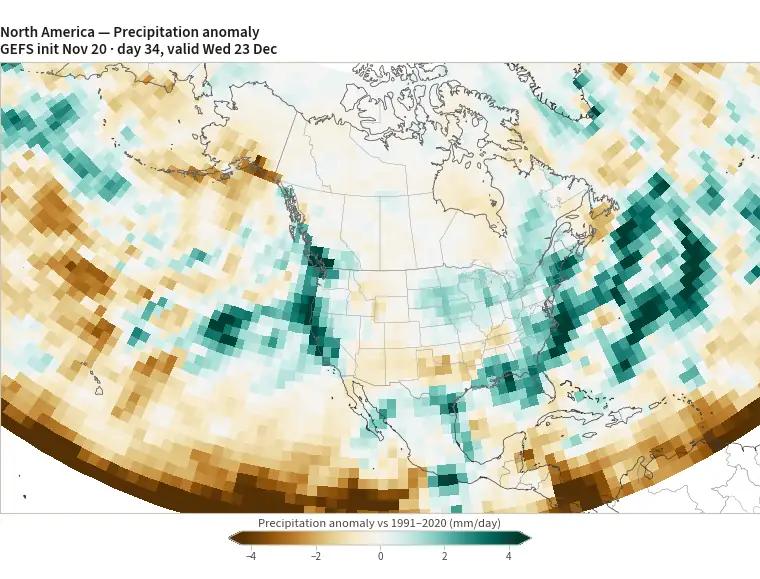 North America — Precipitation anomaly
GEFS init Nov 20 · day 34, valid Wed 23 Dec
Precipitation anomaly vs 1991–2020 (mm/day)
−4 −2 0 2 4